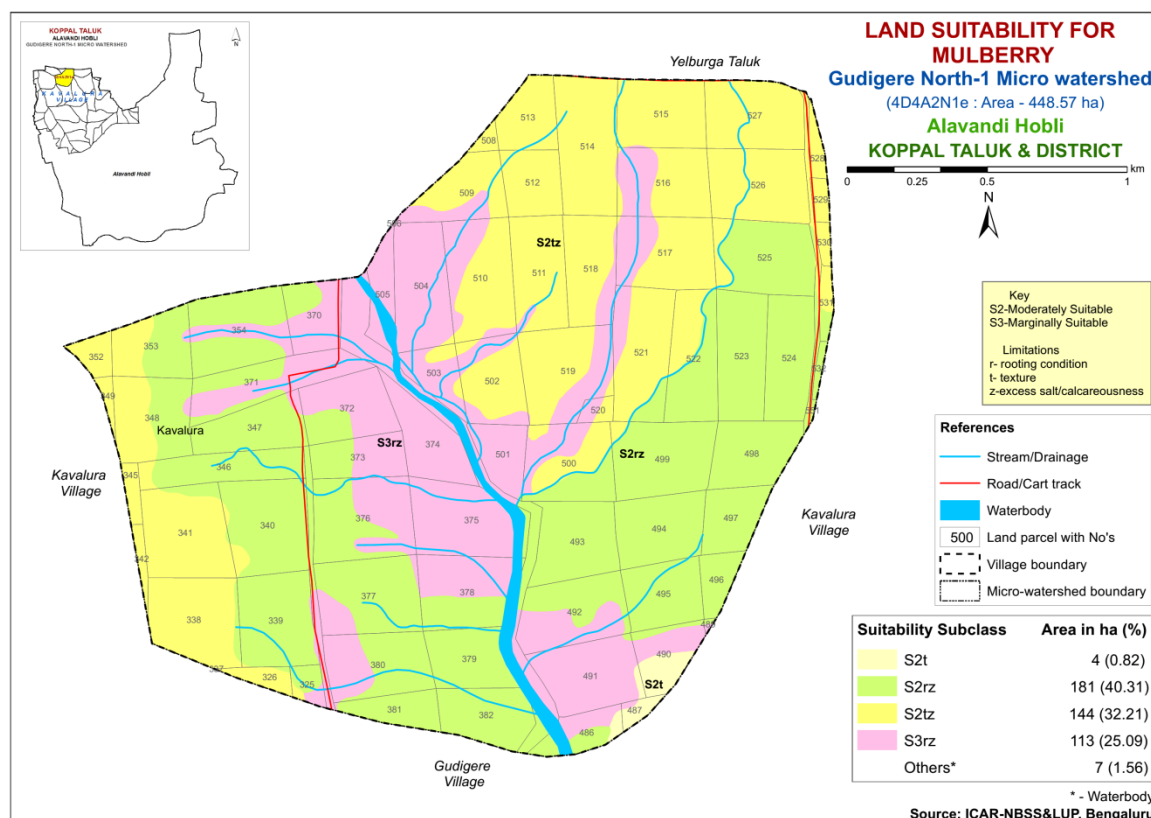 KOPPAL TALUK
ALAVANDI HOBLI
GUDIGERE NORTH-1 MICRO WATERSHED
N
KAVALURA
VILLAGE
Alavandi Hobli
LAND SUITABILITY FOR
MULBERRY
Gudigere North-1 Micro watershed
(4D4A2N1e : Area - 448.57 ha)
Alavandi Hobli
KOPPAL TALUK & DISTRICT
km
0 0.25 0.5 1
N
Yelburga Taluk
513 515 527
508 514
528
512 516 526
509 529
506
S2tz 530
510 511 518 517 525
505 504
531
370
354
352 353
503 519 521 522 523 524 532
371 502
349
372 520 521
348 Kavalura 347
S3rz 374 501 S2rz
373 500 499 498
346
345
Kavalura
Village
Kavalura
Village
341 340 376 375 493 494 497
342
377 378 495 496
492
338 339 379 489
490
380
337 326 325 491 S2t
487
381 382 486
Gudigere
Village
Key
S2-Moderately Suitable
S3-Marginally Suitable
Limitations
r- rooting condition
t- texture
z-excess salt/calcareousness
References
Stream/Drainage
Road/Cart track
Waterbody
500 Land parcel with No's
Village boundary
Micro-watershed boundary
Suitability Subclass Area in ha (%)
S2t 4 (0.82)
S2rz 181 (40.31)
S2tz 144 (32.21)
S3rz 113 (25.09)
Others* 7 (1.56)
* - Waterbody
Source: ICAR-NBSS&LUP, Bengaluru